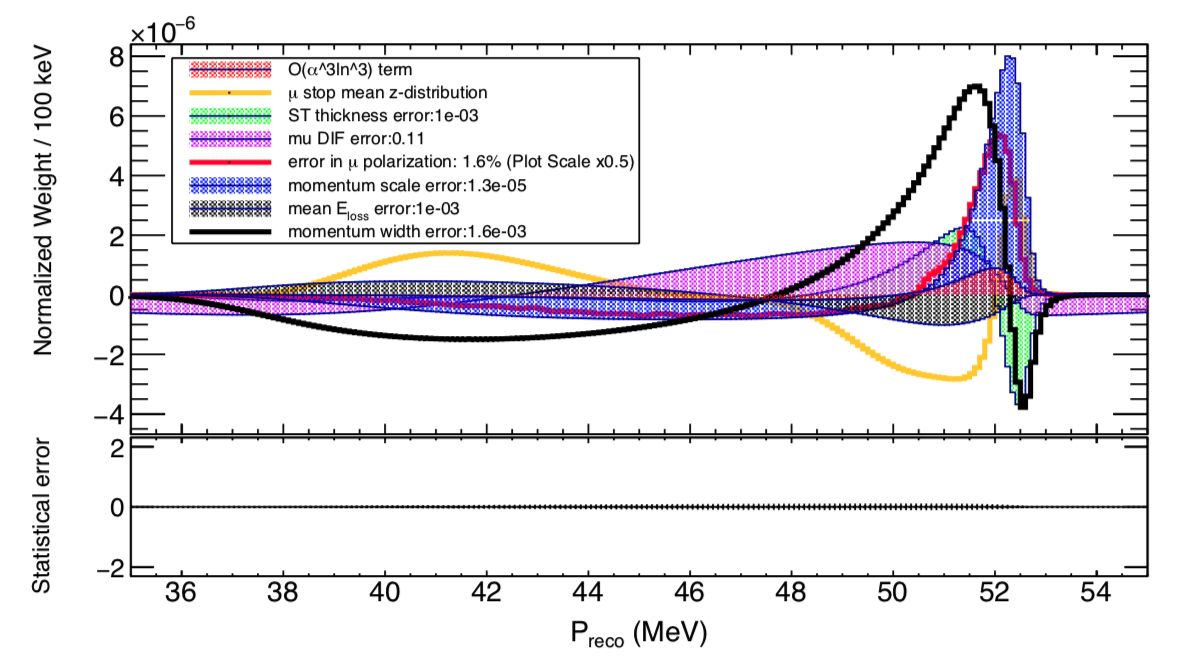 ×10−6
Normalized Weight / 100 keV
8
6
4
2
0
−2
−4
O(α^3ln^3) term
μ stop mean z-distribution
ST thickness error:1e-03
mu DIF error:0.11
error in μ polarization: 1.6% (Plot Scale x0.5)
momentum scale error:1.3e-05
mean Eloss error:1e-03
momentum width error:1.6e-03
Statistical error
2
0
−2
36 38 40 42 44 46 48 50 52 54
Preco (MeV)